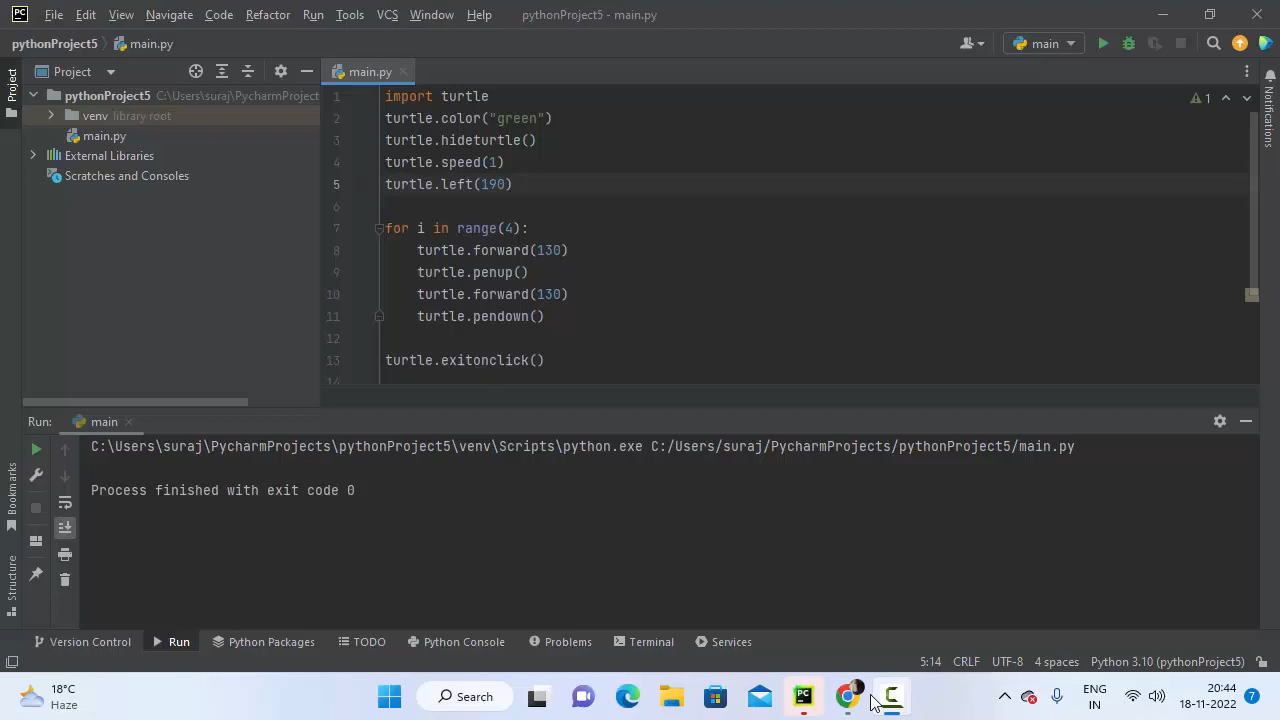 PC File Edit View Navigate Code Refactor Run Tools VCS Window Help pythonProject5 - main.py
pythonProject5 main.py main
Project main.py
pythonProject5 C:\Users\suraj\PycharmProject
venv library root
main.py
External Libraries
Scratches and Consoles
Project
Notifications
1 import turtle
2 turtle.color("green")
3 turtle.hideturtle()
4 turtle.speed(1)
5 turtle.left(190)
6
7 for i in range(4):
8 turtle.forward(130)
9 turtle.penup()
10 turtle.forward(130)
11 turtle.pendown()
12
13 turtle.exitonclick()
14
1
Run: main
C:\Users\suraj\PycharmProjects\pythonProject5\venv\Scripts\python.exe C:/Users/suraj/PycharmProjects/pythonProject5/main.py
Process finished with exit code 0
Bookmarks
Structure
Version Control Run Python Packages TODO Python Console Problems Terminal Services
5:14 CRLF UTF-8 4 spaces Python 3.10 (pythonProject5)
18°C
Haze
Search
PC
ENG
IN
20:44
18-11-2022
7